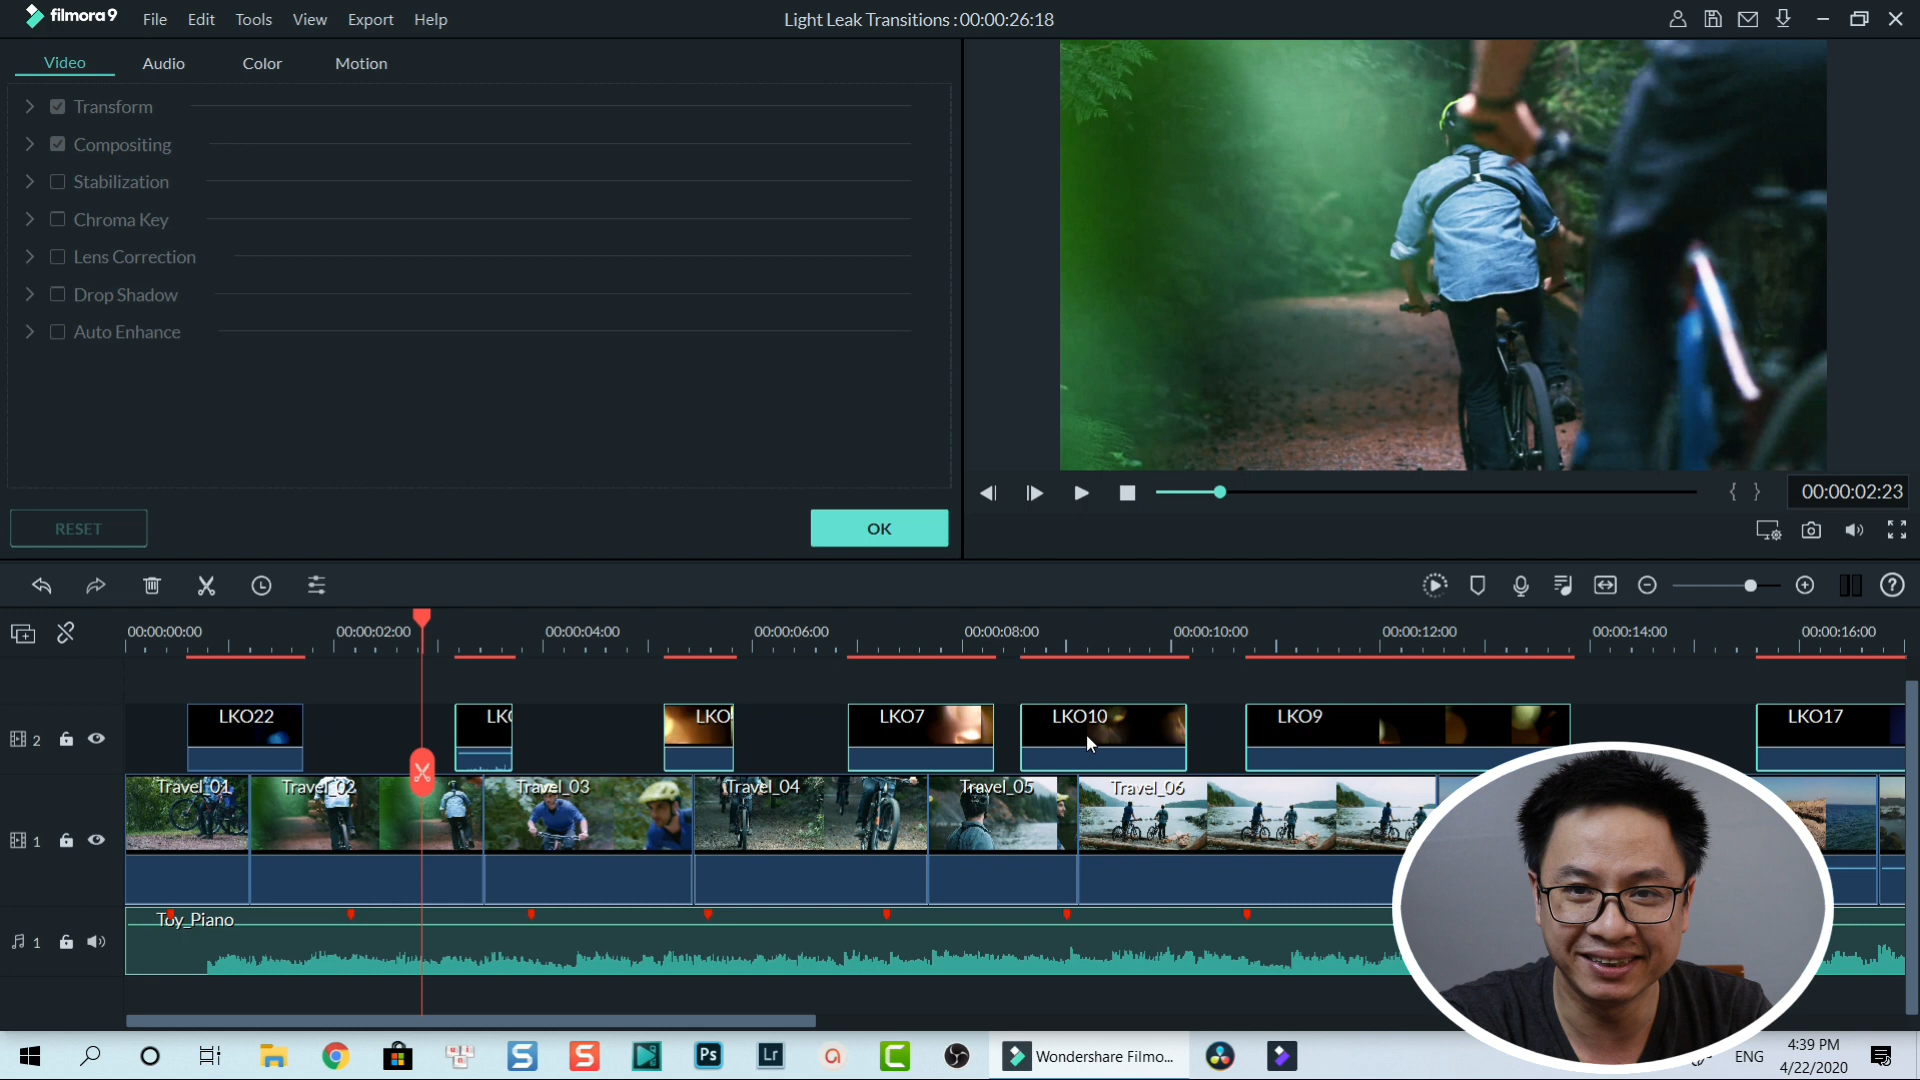 filmora9 File Edit Tools View Export Help Light Leak Transitions : 00:00:26:18
Video Audio Color Motion
Transform
Compositing
Stabilization
Chroma Key
Lens Correction
Drop Shadow
Auto Enhance
RESET OK
{ } 00:00:02:23
00:00:00:00 00:00:02:00 00:00:04:00 00:00:06:00 00:00:08:00 00:00:10:00 00:00:12:00 00:00:14:00 00:00:16:00
2 LKO22 LKO7 LKO10 LKO9 LKO17
1 Travel_01 Travel_02 Travel_03 Travel_04 Travel_05 Travel_06
1 Toy_Piano
S S Ps Lr a C Wondershare Filmo... ENG 4:39 PM
4/22/2020